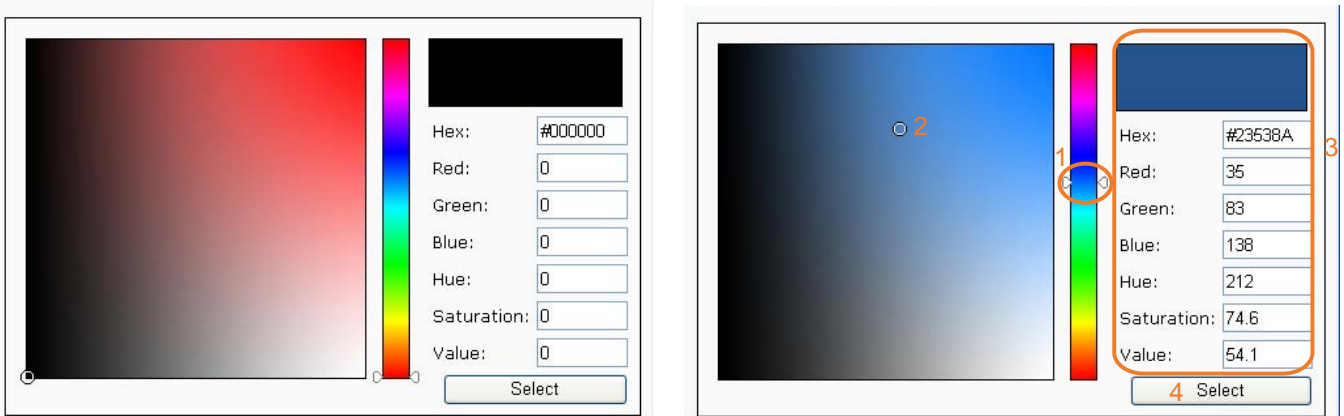 Hex: #000000
Red: 0
Green: 0
Blue: 0
Hue: 0
Saturation: 0
Value: 0
Select
2
1
3
Hex: #23538A
Red: 35
Green: 83
Blue: 138
Hue: 212
Saturation: 74.6
Value: 54.1
4 Select